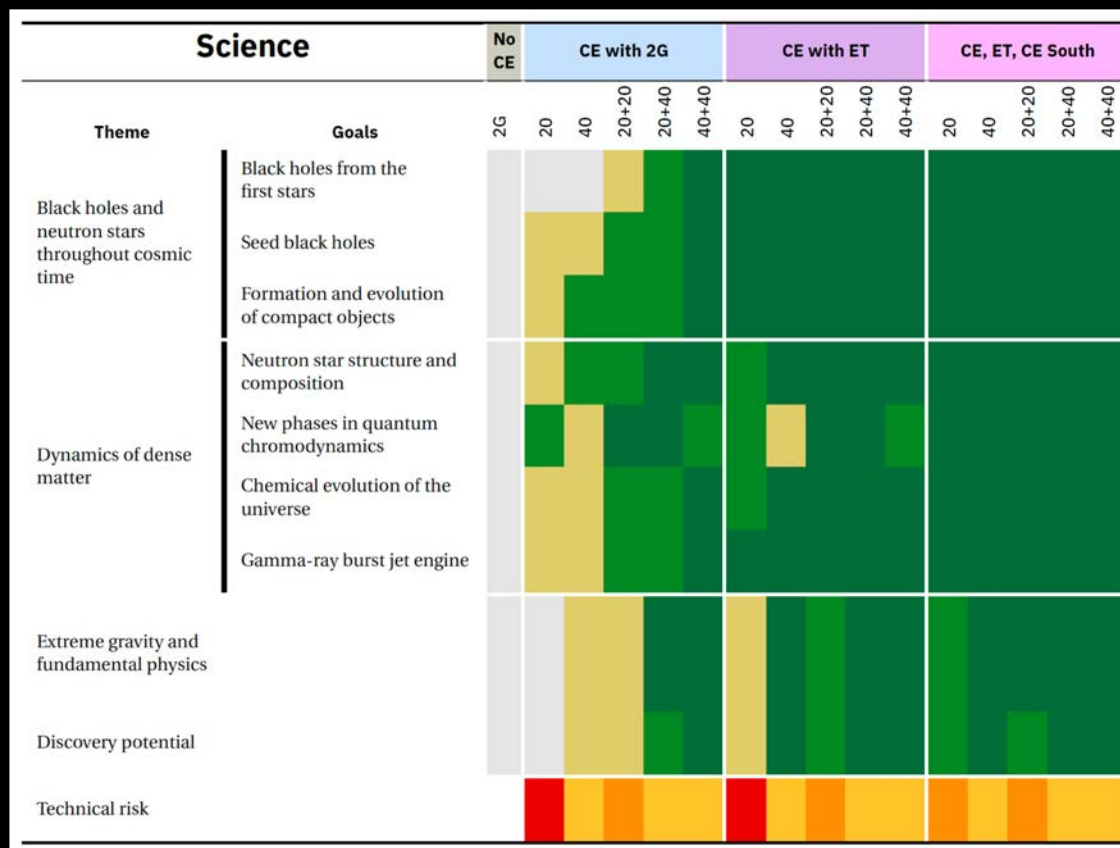 Science
No
CE
CE with 2G
CE with ET
CE, ET, CE South
Theme
Goals
2G
20
40
20+20
20+40
40+40
20
40
20+20
20+40
40+40
20
40
20+20
20+40
40+40
Black holes and
neutron stars
throughout cosmic
time
Black holes from the
first stars
Seed black holes
Formation and evolution
of compact objects
Dynamics of dense
matter
Neutron star structure and
composition
New phases in quantum
chromodynamics
Chemical evolution of the
universe
Gamma-ray burst jet engine
Extreme gravity and
fundamental physics
Discovery potential
Technical risk